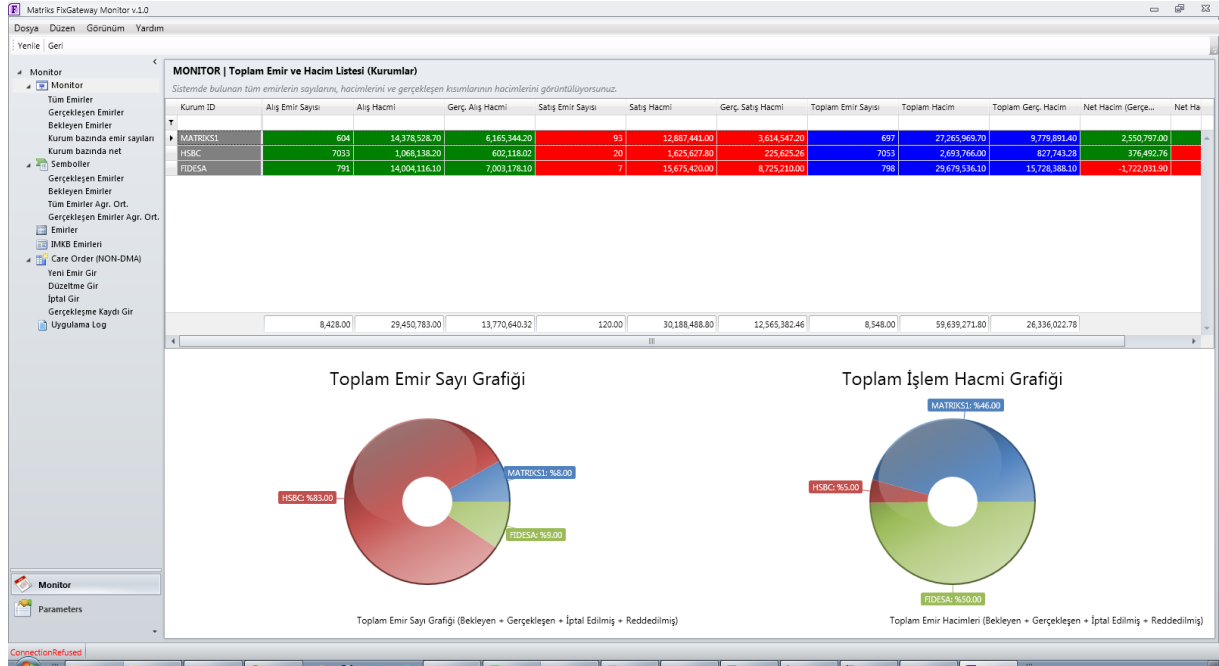 Matriks FixGateway Monitor v.1.0
Dosya Düzen Görünüm Yardım
Yenile Geri
Monitor
Monitor
Tüm Emirler
Gerçekleşen Emirler
Bekleyen Emirler
Kurum bazında emir sayıları
Kurum bazında net
Semboller
Gerçekleşen Emirler
Bekleyen Emirler
Tüm Emirler Agr. Ort.
Gerçekleşen Emirler Agr. Ort.
Emirler
IMKB Emirleri
Care Order (NON-DMA)
Yeni Emir Gir
Düzeltme Gir
İptal Gir
Gerçekleşme Kaydı Gir
Uygulama Log
Monitor
Parameters
MONITOR | Toplam Emir ve Hacim Listesi (Kurumlar)
Sistemde bulunan tüm emirlerin sayılarını, hacimlerini ve gerçekleşen kısımlarının hacimlerini görüntülüyorsunuz.
Kurum ID Alış Emir Sayısı Alış Hacmi Gerç. Alış Hacmi Satış Emir Sayısı Satış Hacmi Gerç. Satış Hacmi Toplam Emir Sayısı Toplam Hacim Toplam Gerç. Hacim Net Hacim (Gerçe... Net Ha
MATRIKS1 604 14,378,528.70 6,165,344.20 93 12,887,441.00 3,614,547.20 697 27,265,969.70 9,779,891.40 2,550,797.00
HSBC 7033 1,068,138.20 602,118.02 20 1,625,627.80 225,625.26 7053 2,693,766.00 827,743.28 376,492.76
FIDESA 791 14,004,116.10 7,003,178.10 7 15,675,420.00 8,725,210.00 798 29,679,536.10 15,728,388.10 -1,722,031.90
8,428.00 29,450,783.00 13,770,640.32 120.00 30,188,488.80 12,565,382.46 8,548.00 59,639,271.80 26,336,022.78
Toplam Emir Sayı Grafiği
MATRIKS1: %8.00
HSBC: %83.00
FIDESA: %9.00
Toplam Emir Sayı Grafiği (Bekleyen + Gerçekleşen + İptal Edilmiş + Reddedilmiş)
Toplam İşlem Hacmi Grafiği
MATRIKS1: %46.00
HSBC: %5.00
FIDESA: %50.00
Toplam Emir Hacimleri (Bekleyen + Gerçekleşen + İptal Edilmiş + Reddedilmiş)
ConnectionRefused